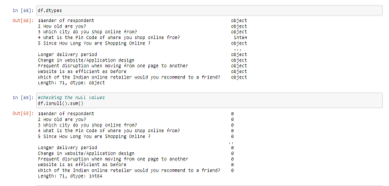 In [60]: df.dtypes
Out[60]: 1Gender of respondent object
2 How old are you? object
3 Which city do you shop online from? object
4 What is the Pin Code of where you shop online from? int64
5 Since How Long You are Shopping Online ? object
...
Longer delivery period object
Change in website/Application design object
Frequent disruption when moving from one page to another object
Website is as efficient as before object
Which of the Indian online retailer would you recommend to a friend? object
Length: 71, dtype: object
#checking the Null values
df.isnull().sum()
1Gender of respondent 0
2 How old are you? 0
3 Which city do you shop online from? 0
4 What is the Pin Code of where you shop online from? 0
5 Since How Long You are Shopping Online ? 0
..
Longer delivery period 0
Change in website/Application design 0
Frequent disruption when moving from one page to another 0
Website is as efficient as before 0
Which of the Indian online retailer would you recommend to a friend? 0
Length: 71, dtype: int64